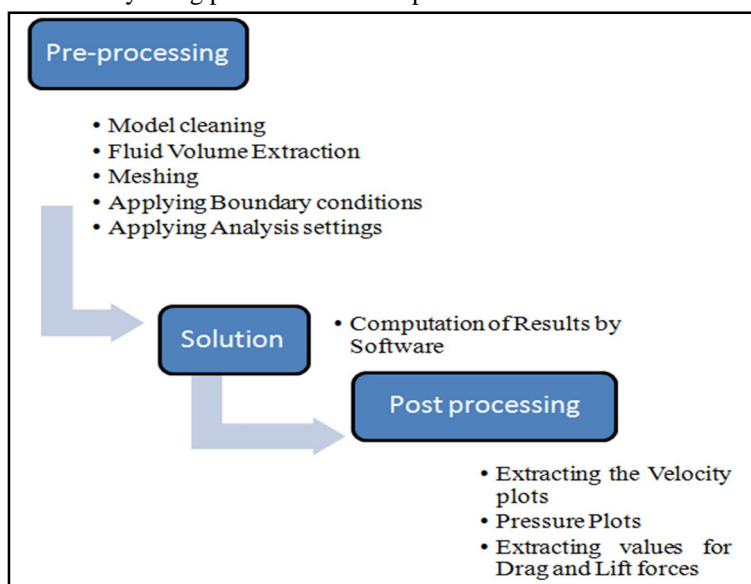 Pre-processing
• Model cleaning
• Fluid Volume Extraction
• Meshing
• Applying Boundary conditions
• Applying Analysis settings
Solution
• Computation of Results by
Software
Post processing
• Extracting the Velocity
plots
• Pressure Plots
• Extracting values for
Drag and Lift forces